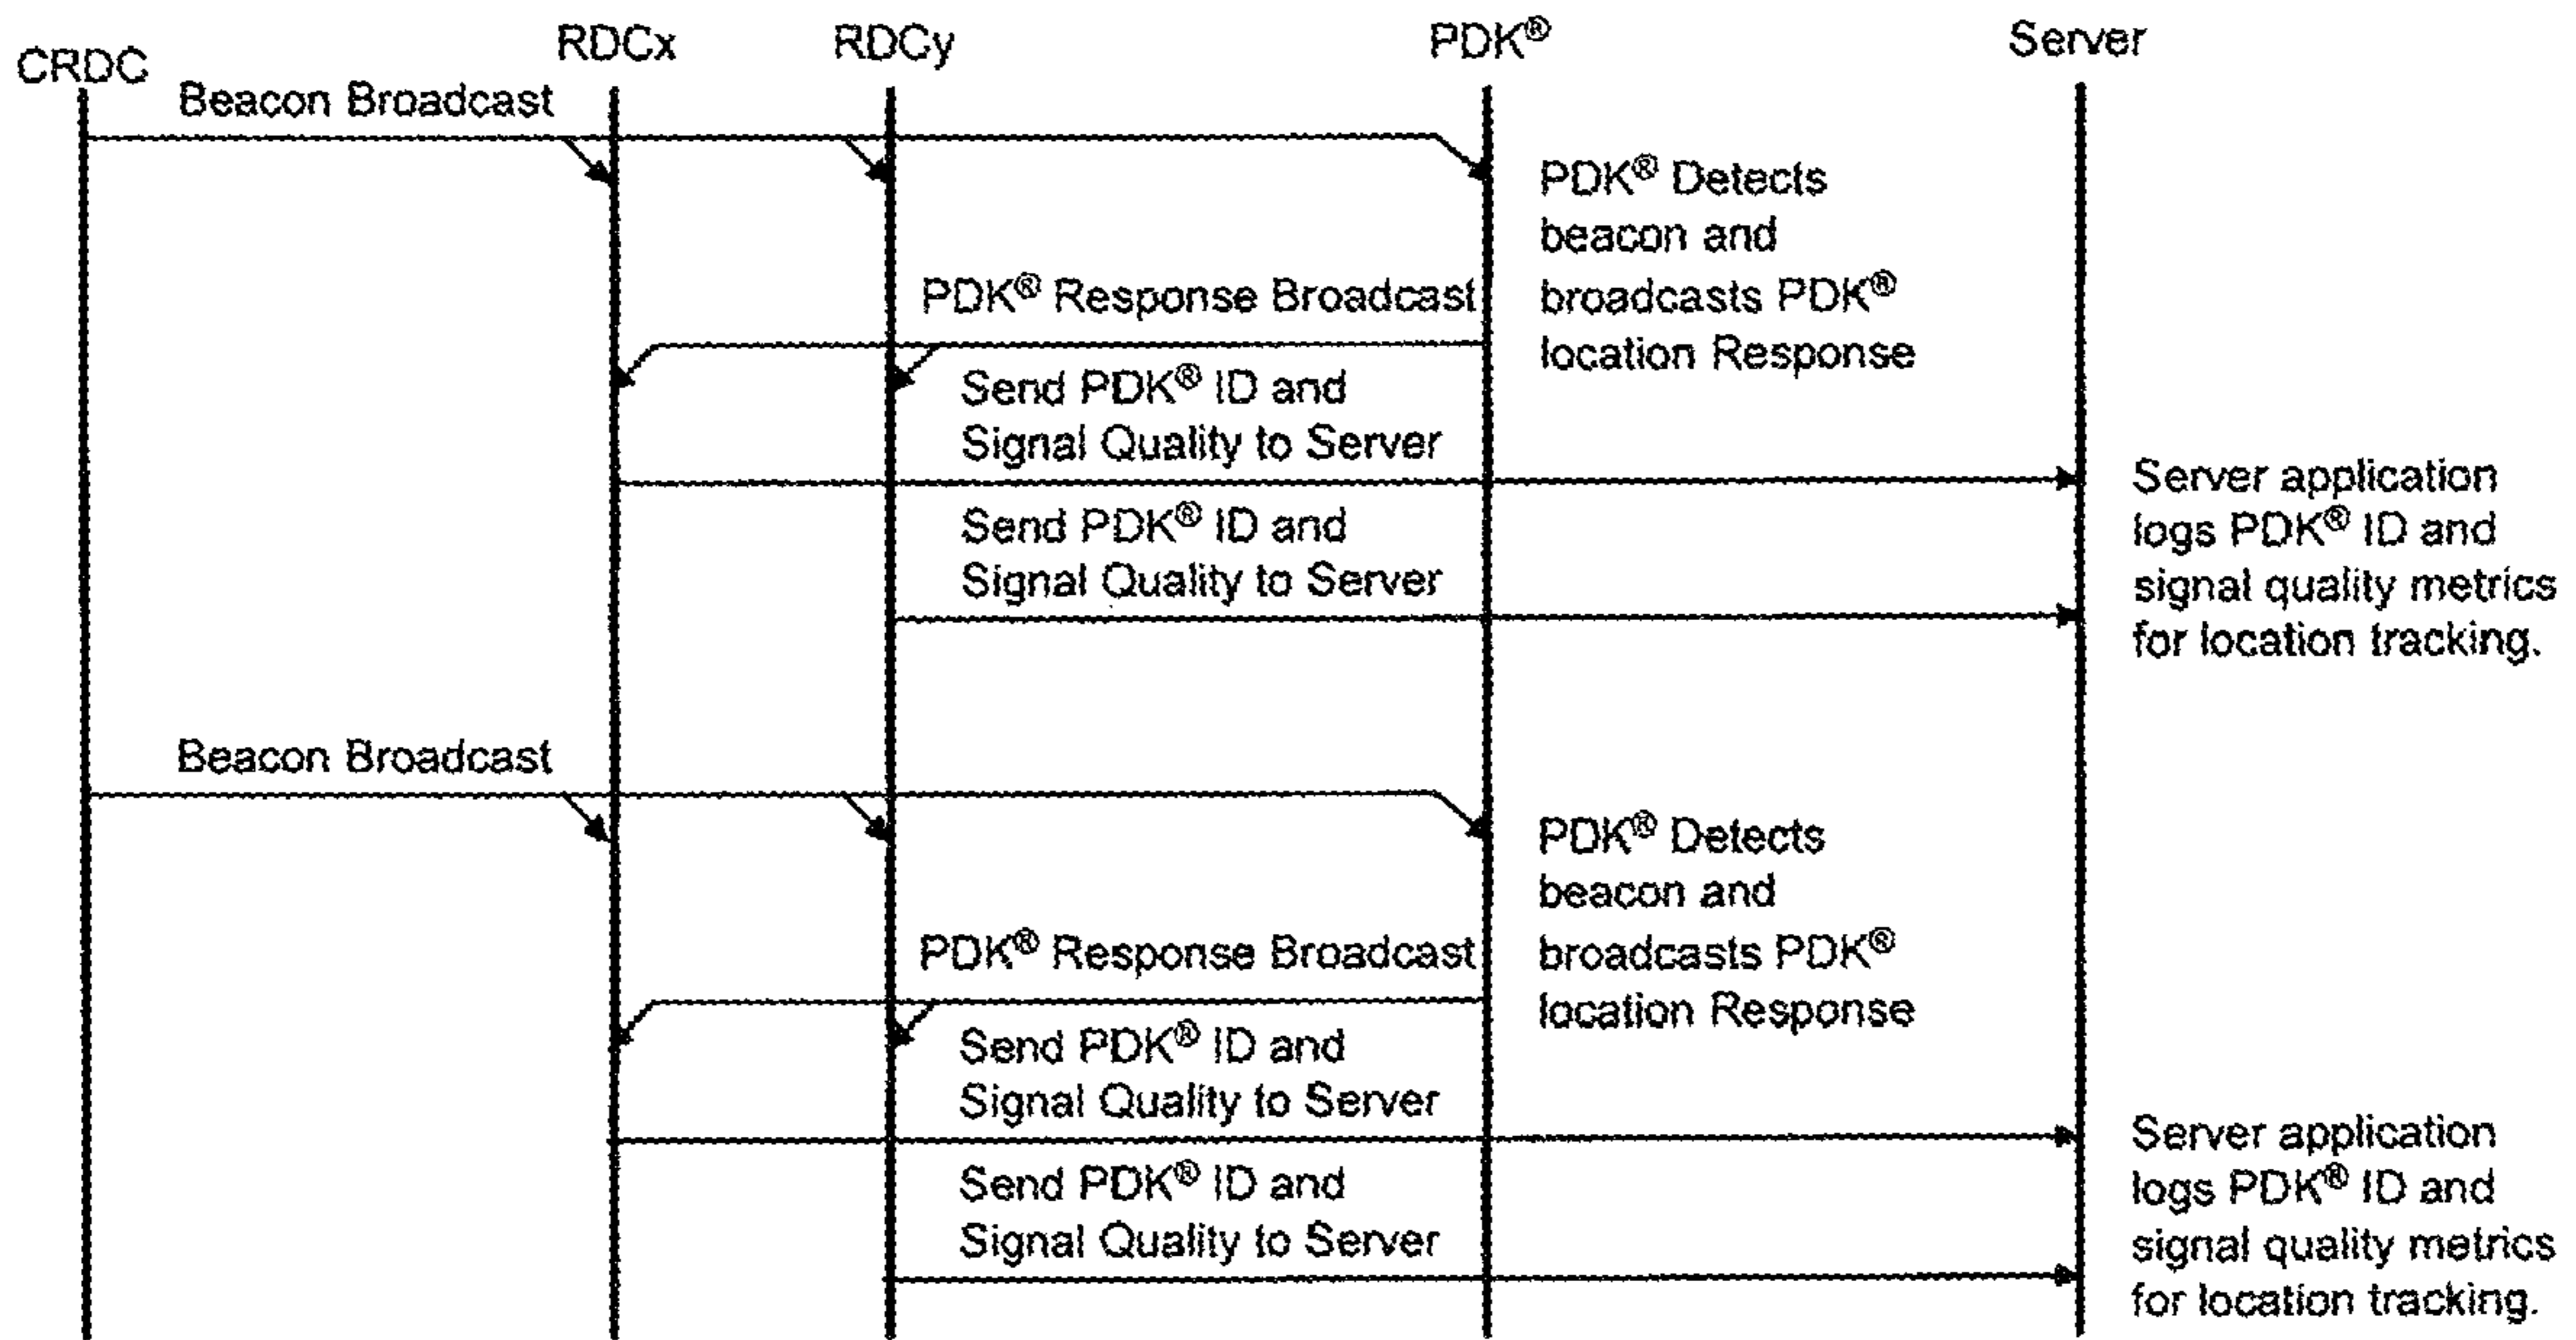 CRDC
RDCx
RDCy
PDK®
Server
Beacon Broadcast
PDK® Detects
beacon and
broadcasts PDK®
location Response
PDK® Response Broadcast
Send PDK® ID and
Signal Quality to Server
Send PDK® ID and
Signal Quality to Server
Server application
logs PDK® ID and
signal quality metrics
for location tracking.
Beacon Broadcast
PDK® Detects
beacon and
broadcasts PDK®
location Response
PDK® Response Broadcast
Send PDK® ID and
Signal Quality to Server
Send PDK® ID and
Signal Quality to Server
Server application
logs PDK® ID and
signal quality metrics
for location tracking.